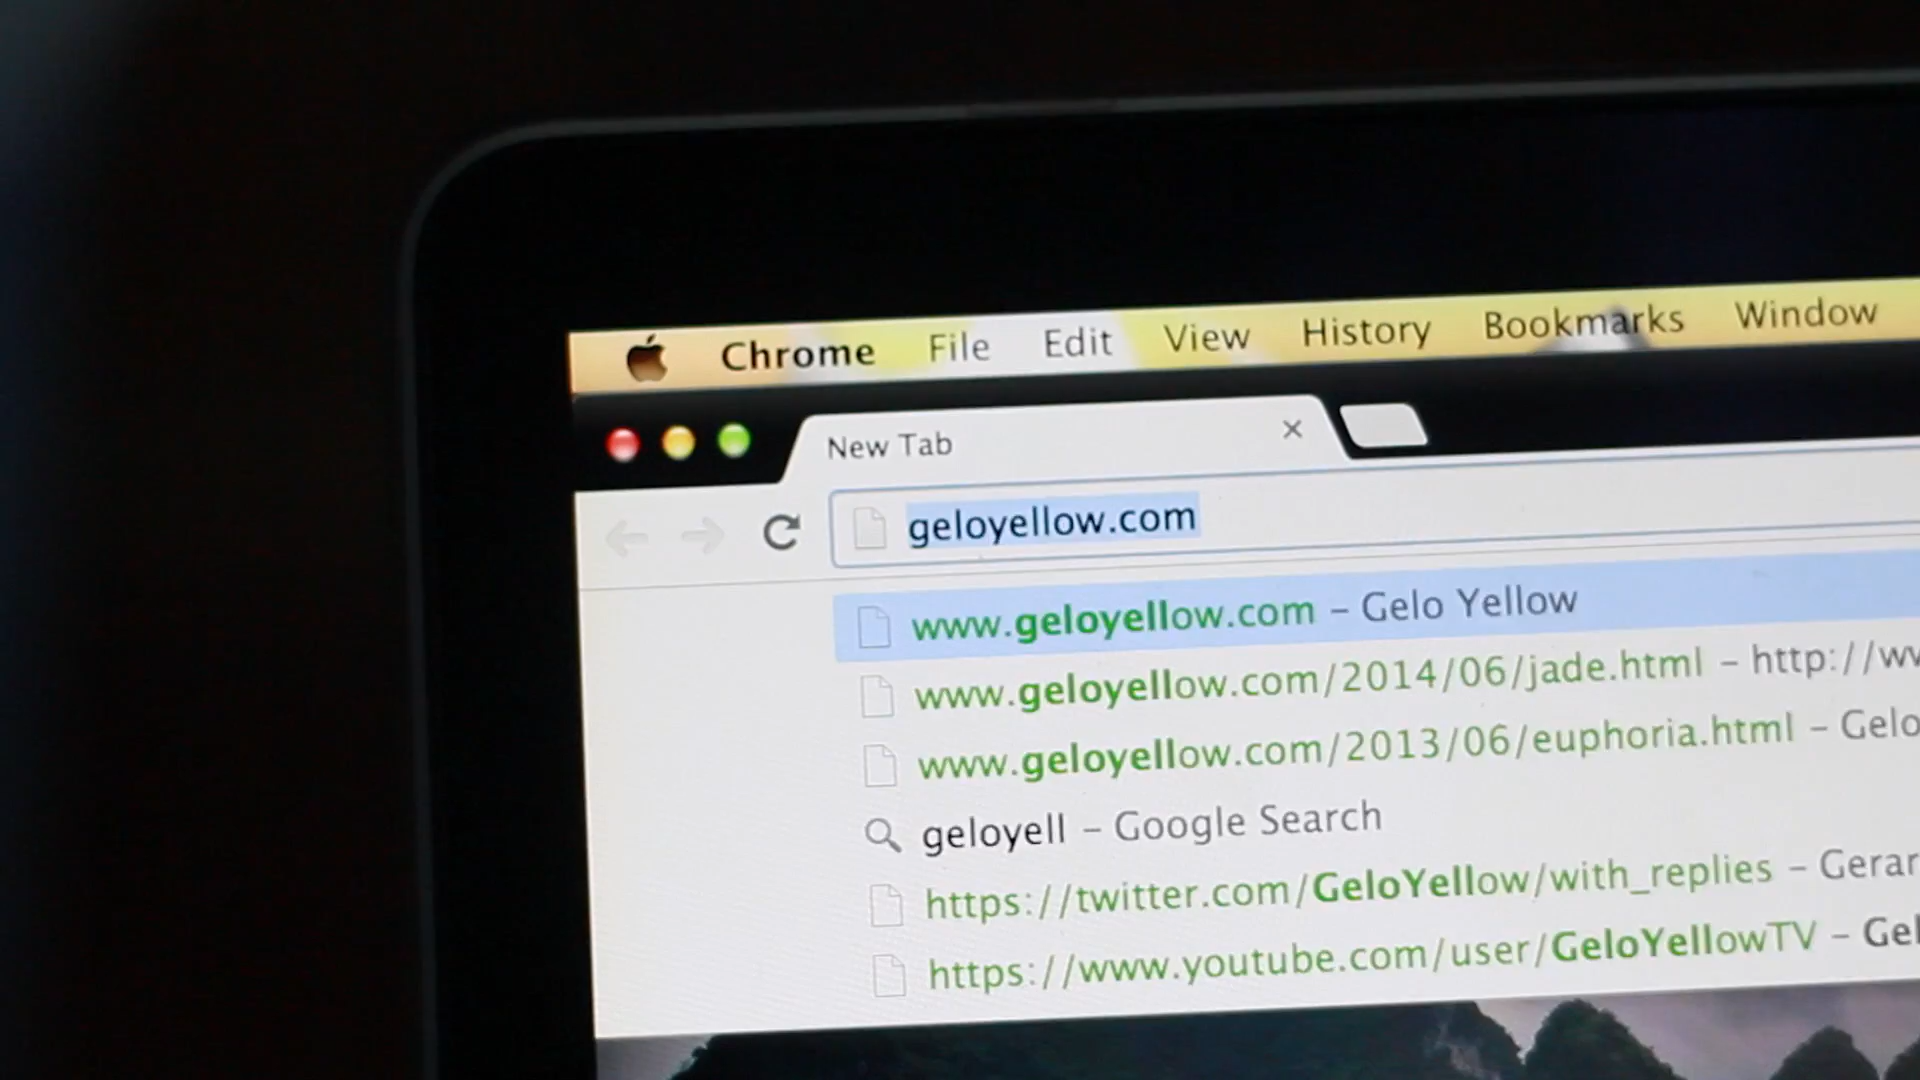 Chrome File Edit View History Bookmarks Window
New Tab
geloyellow.com
www.geloyellow.com – Gelo Yellow
www.geloyellow.com/2014/06/jade.html – http://w
www.geloyellow.com/2013/06/euphoria.html – Gelo
geloyell – Google Search
https://twitter.com/GeloYellow/with_replies – Gerar
https://www.youtube.com/user/GeloYellowTV – Gel